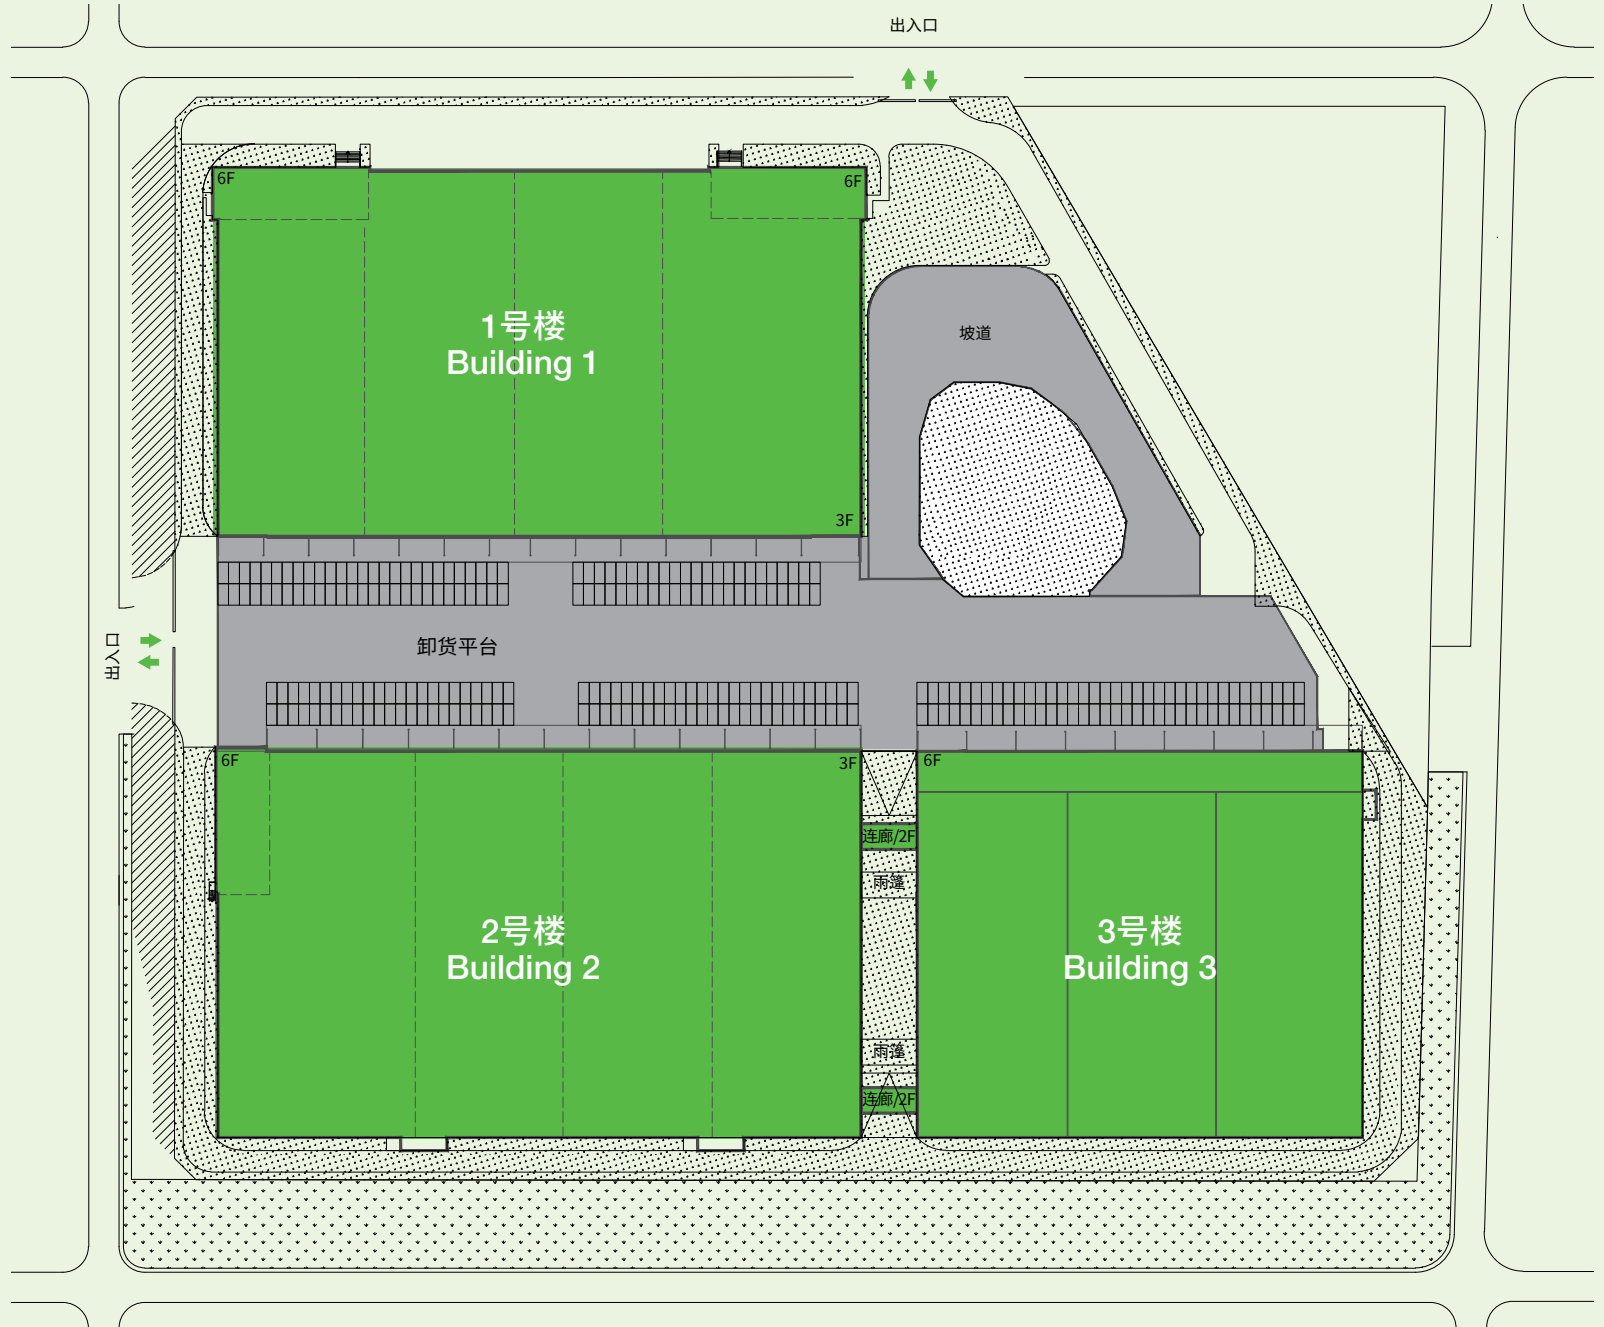 出入口
6F
6F
1号楼
Building 1
坡道
3F
出入口
卸货平台
6F
3F
6F
连廊/2F
雨篷
2号楼
Building 2
3号楼
Building 3
雨篷
连廊/2F